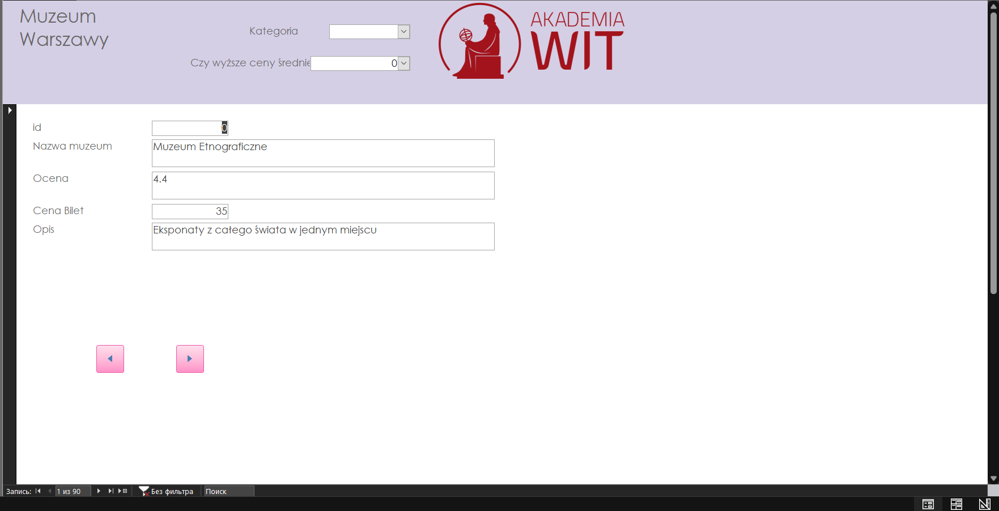 Muzeum
Warszawy
Kategoria
Czy wyższe ceny średnie 0
AKADEMIA
WIT
id 0
Nazwa muzeum Muzeum Etnograficzne
Ocena 4.4
Cena Bilet 35
Opis Eksponaty z całego świata w jednym miejscu
Запись: 1 из 90 Без фильтра Поиск